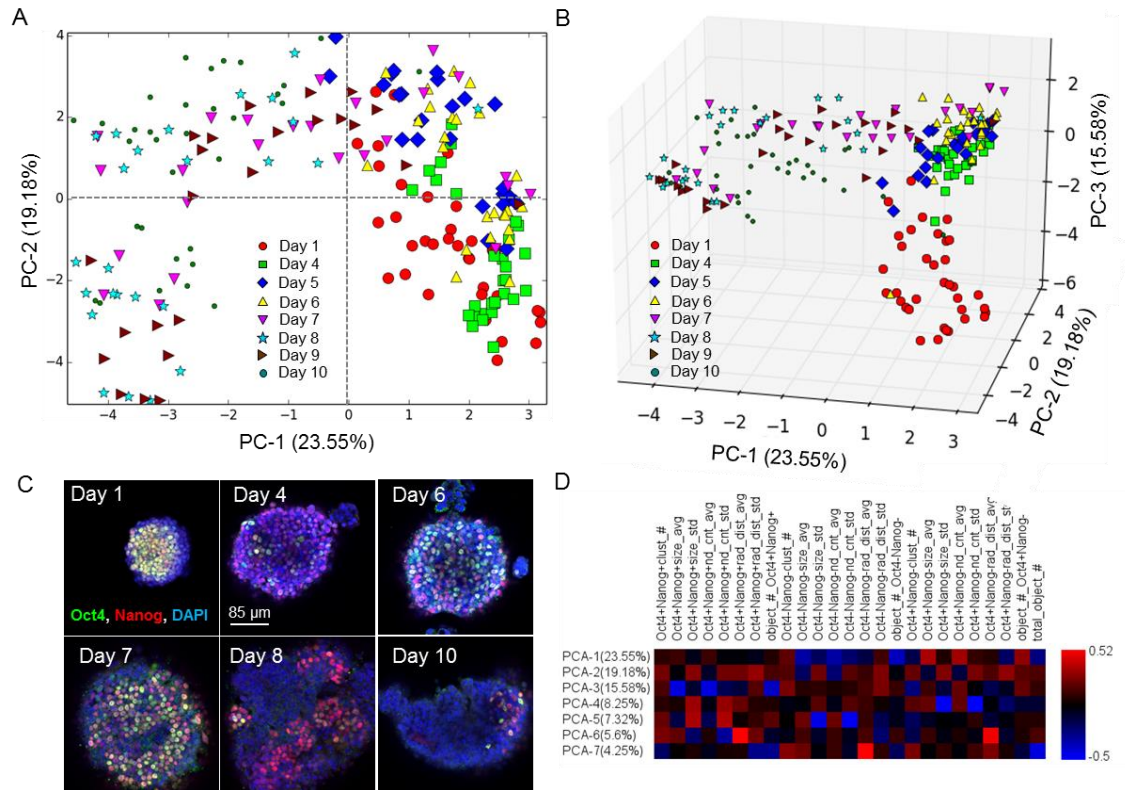 A
4
2
0
−2
−4
PC-2 (19.18%)
Day 1
Day 4
Day 5
Day 6
Day 7
Day 8
Day 9
Day 10
−4
−3
−2
−1
0
1
2
3
PC-1 (23.55%)
B
2
0
−2
−4
−6
PC-3 (15.58%)
Day 1
Day 4
Day 5
Day 6
Day 7
Day 8
Day 9
Day 10
4
2
0
−2
−4
PC-2 (19.18%)
−4
−3
−2
−1
0
1
2
3
PC-1 (23.55%)
C
Day 1
Day 4
Day 6
Oct4, Nanog, DAPI
85 µm
Day 7
Day 8
Day 10
D
Oct4+Nanog+clust_#
Oct4+Nanog+size_avg
Oct4+Nanog+size_std
Oct4+Nanog+nd_cnt_avg
Oct4+Nanog+nd_cnt_std
Oct4+Nanog+rad_dist_avg
Oct4+Nanog+rad_dist_std
object_#_Oct4+Nanog+
Oct4-Nanog-clust_#
Oct4-Nanog-size_avg
Oct4-Nanog-size_std
Oct4-Nanog-nd_cnt_avg
Oct4-Nanog-nd_cnt_std
Oct4-Nanog-rad_dist_avg
Oct4-Nanog-rad_dist_std
object_#_Oct4-Nanog-
Oct4+Nanog-clust_#
Oct4+Nanog-size_avg
Oct4+Nanog-size_std
Oct4+Nanog-nd_cnt_avg
Oct4+Nanog-nd_cnt_std
Oct4+Nanog-rad_dist_avg
Oct4+Nanog-rad_dist_st
object_#_Oct4+Nanog-
total_object_#
PCA-1(23.55%)
PCA-2(19.18%)
PCA-3(15.58%)
PCA-4(8.25%)
PCA-5(7.32%)
PCA-6(5.6%)
PCA-7(4.25%)
0.52
-0.5